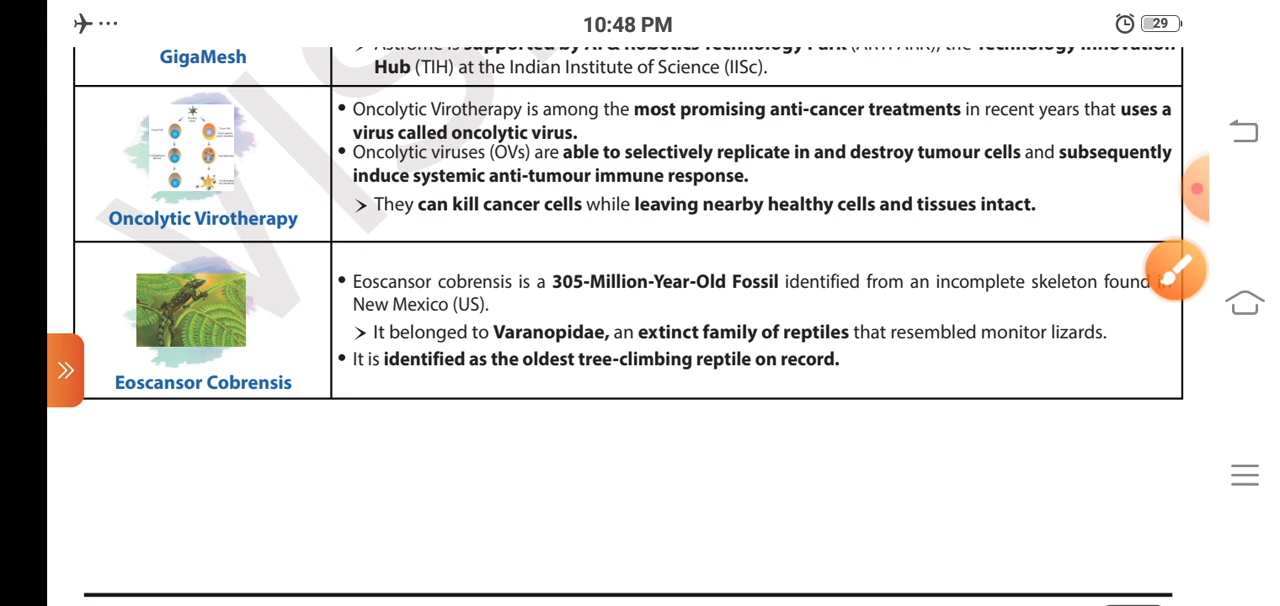 10:48 PM
29
GigaMesh
Hub (TIH) at the Indian Institute of Science (IISc).
• Oncolytic Virotherapy is among the most promising anti-cancer treatments in recent years that uses a
virus called oncolytic virus.
• Oncolytic viruses (OVs) are able to selectively replicate in and destroy tumour cells and subsequently
induce systemic anti-tumour immune response.
➢ They can kill cancer cells while leaving nearby healthy cells and tissues intact.
Oncolytic Virotherapy
• Eoscansor cobrensis is a 305-Million-Year-Old Fossil identified from an incomplete skeleton found in
New Mexico (US).
➢ It belonged to Varanopidae, an extinct family of reptiles that resembled monitor lizards.
• It is identified as the oldest tree-climbing reptile on record.
Eoscansor Cobrensis